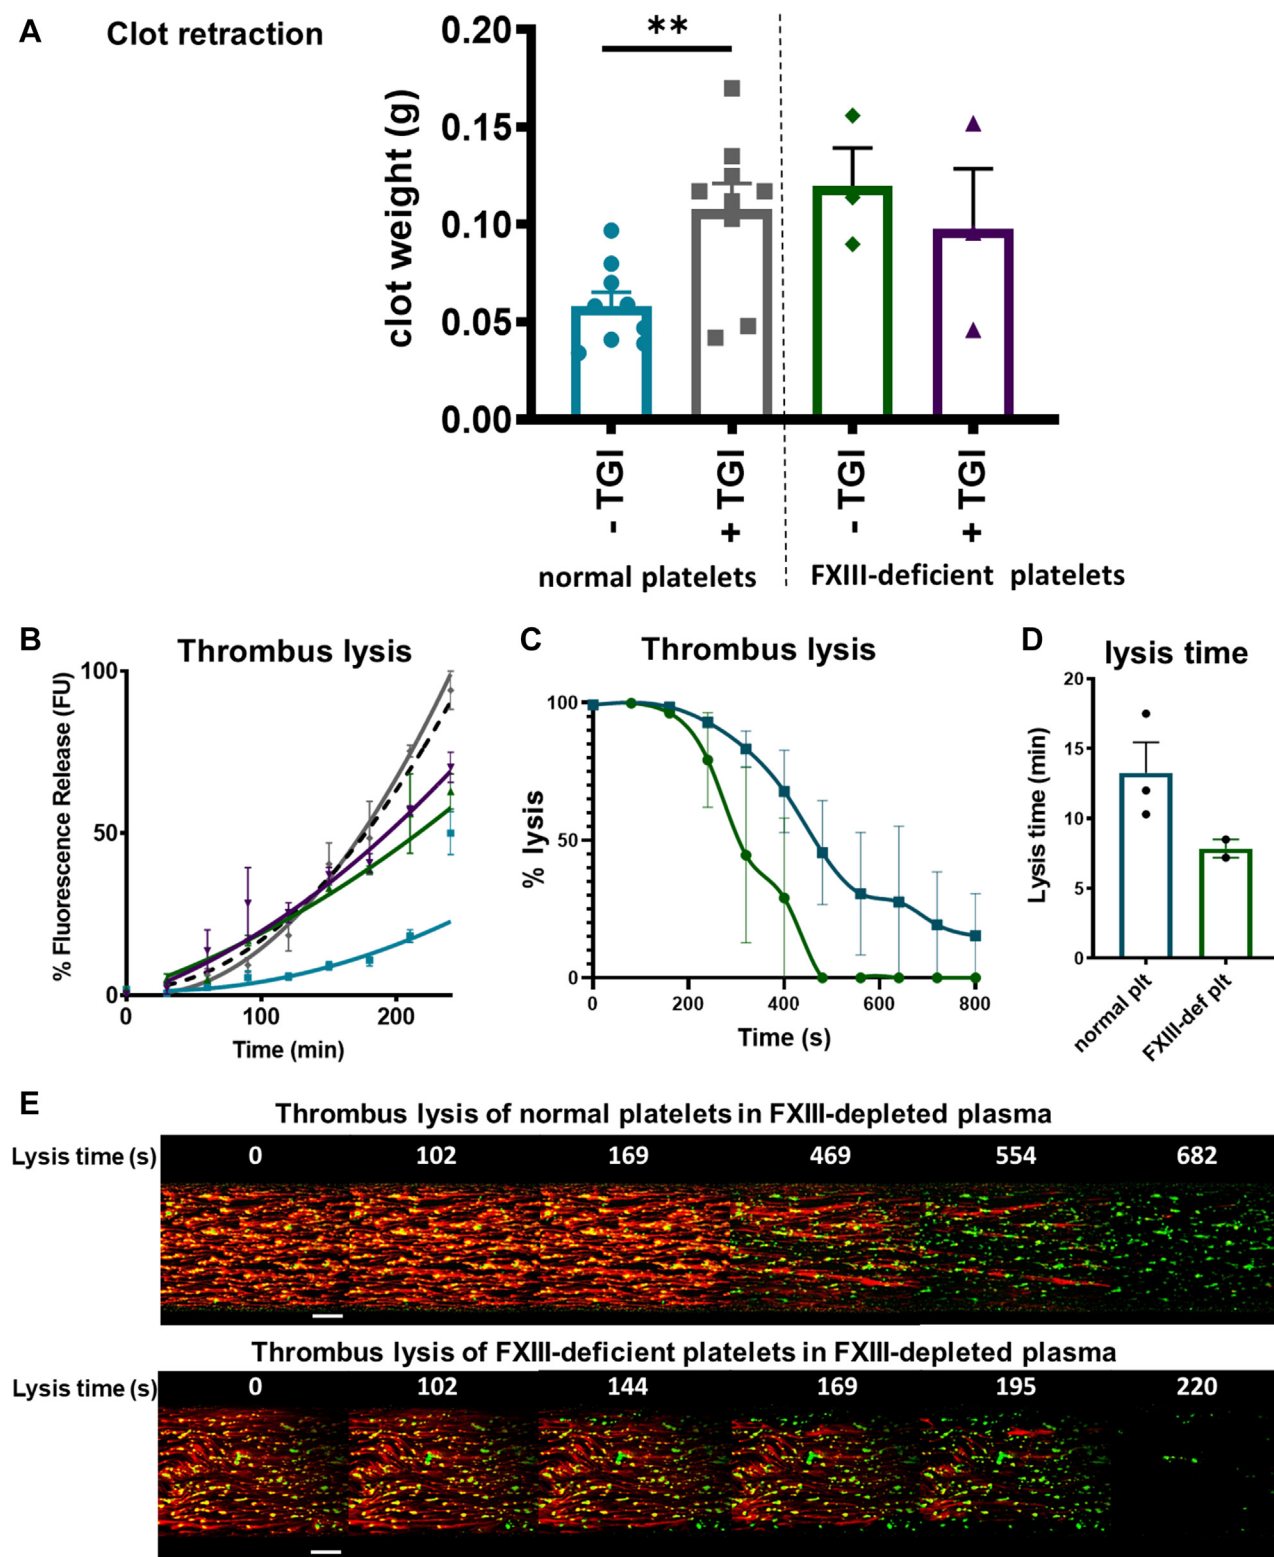 A Clot retraction
**
clot weight (g)
0.20
0.15
0.10
0.05
0.00
- TGI
+ TGI
- TGI
+ TGI
normal platelets
FXIII-deficient platelets
B Thrombus lysis
% Fluorescence Release (FU)
100
50
0
0 100 200
Time (min)
C Thrombus lysis
% lysis
100
50
0
0 200 400 600 800
Time (s)
D lysis time
Lysis time (min)
20
15
10
5
0
normal plt
FXIII-def plt
E
Thrombus lysis of normal platelets in FXIII-depleted plasma
Lysis time (s) 0 102 169 469 554 682
Thrombus lysis of FXIII-deficient platelets in FXIII-depleted plasma
Lysis time (s) 0 102 144 169 195 220